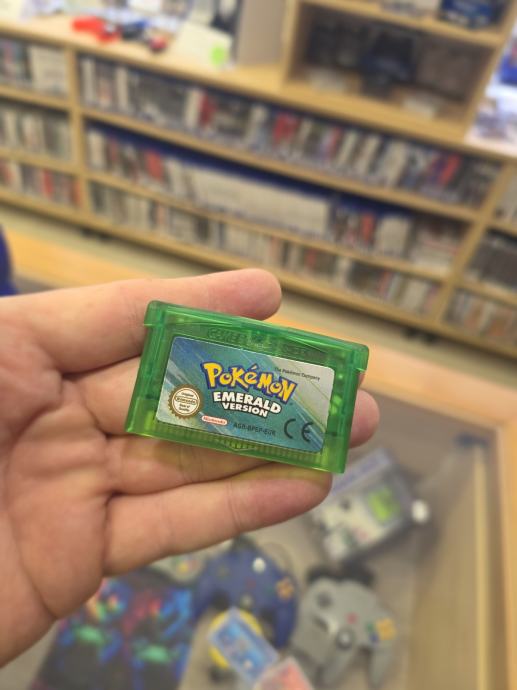 The Pokémon Company
POKéMON
EMERALD
VERSION
Nintendo
AGB-BPEP-EUR
CE